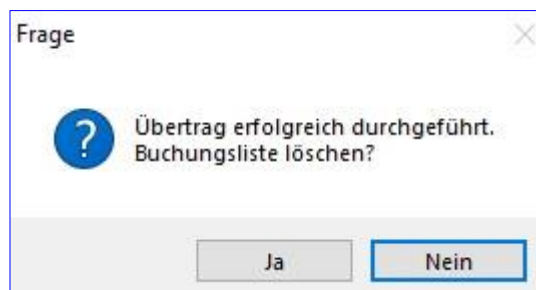 Frage
Übertrag erfolgreich durchgeführt.
Buchungsliste löschen?
Ja
Nein